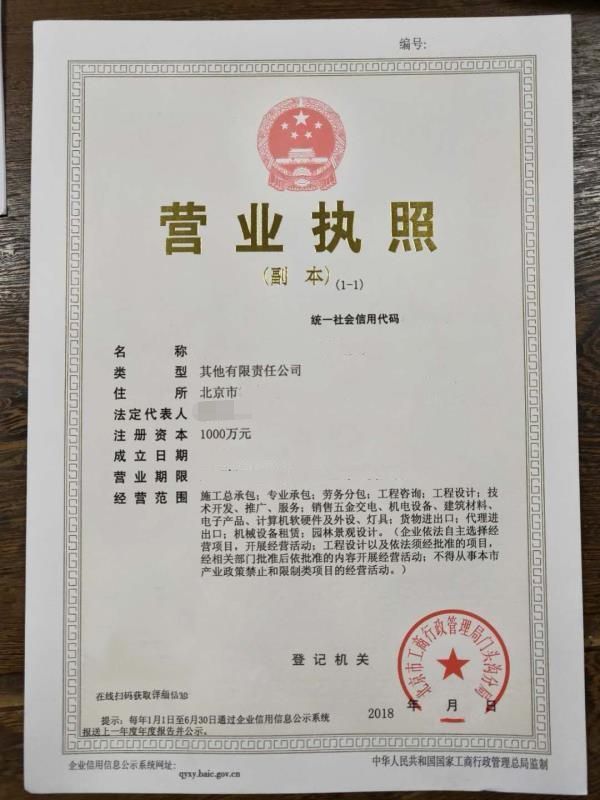 编号:
营业执照
(副 本)(1-1)
统一社会信用代码
名 称
类 型 其他有限责任公司
住 所 北京市
法定代表人
注册资本 1000万元
成立日期
营业期限
经营范围 施工总承包；专业承包；劳务分包；工程咨询；工程设计；技
术开发、推广、服务；销售五金交电、机电设备、建筑材料、
电子产品、计算机软硬件及外设、灯具；货物进出口；代理进
出口；机械设备租赁；园林景观设计。（企业依法自主选择经
营项目，开展经营活动；工程设计以及依法须经批准的项目，
经相关部门批准后依批准的内容开展经营活动；不得从事本市
产业政策禁止和限制类项目的经营活动。）
登记机关
北京市工商行政管理局门头沟分局
2018 年 月 日
在线扫码获取详细信息
提示：每年1月1日至6月30日通过企业信用信息公示系统
报送上一年度年度报告并公示。
企业信用信息公示系统网址：
qyxy.baic.gov.cn
中华人民共和国国家工商行政管理总局监制